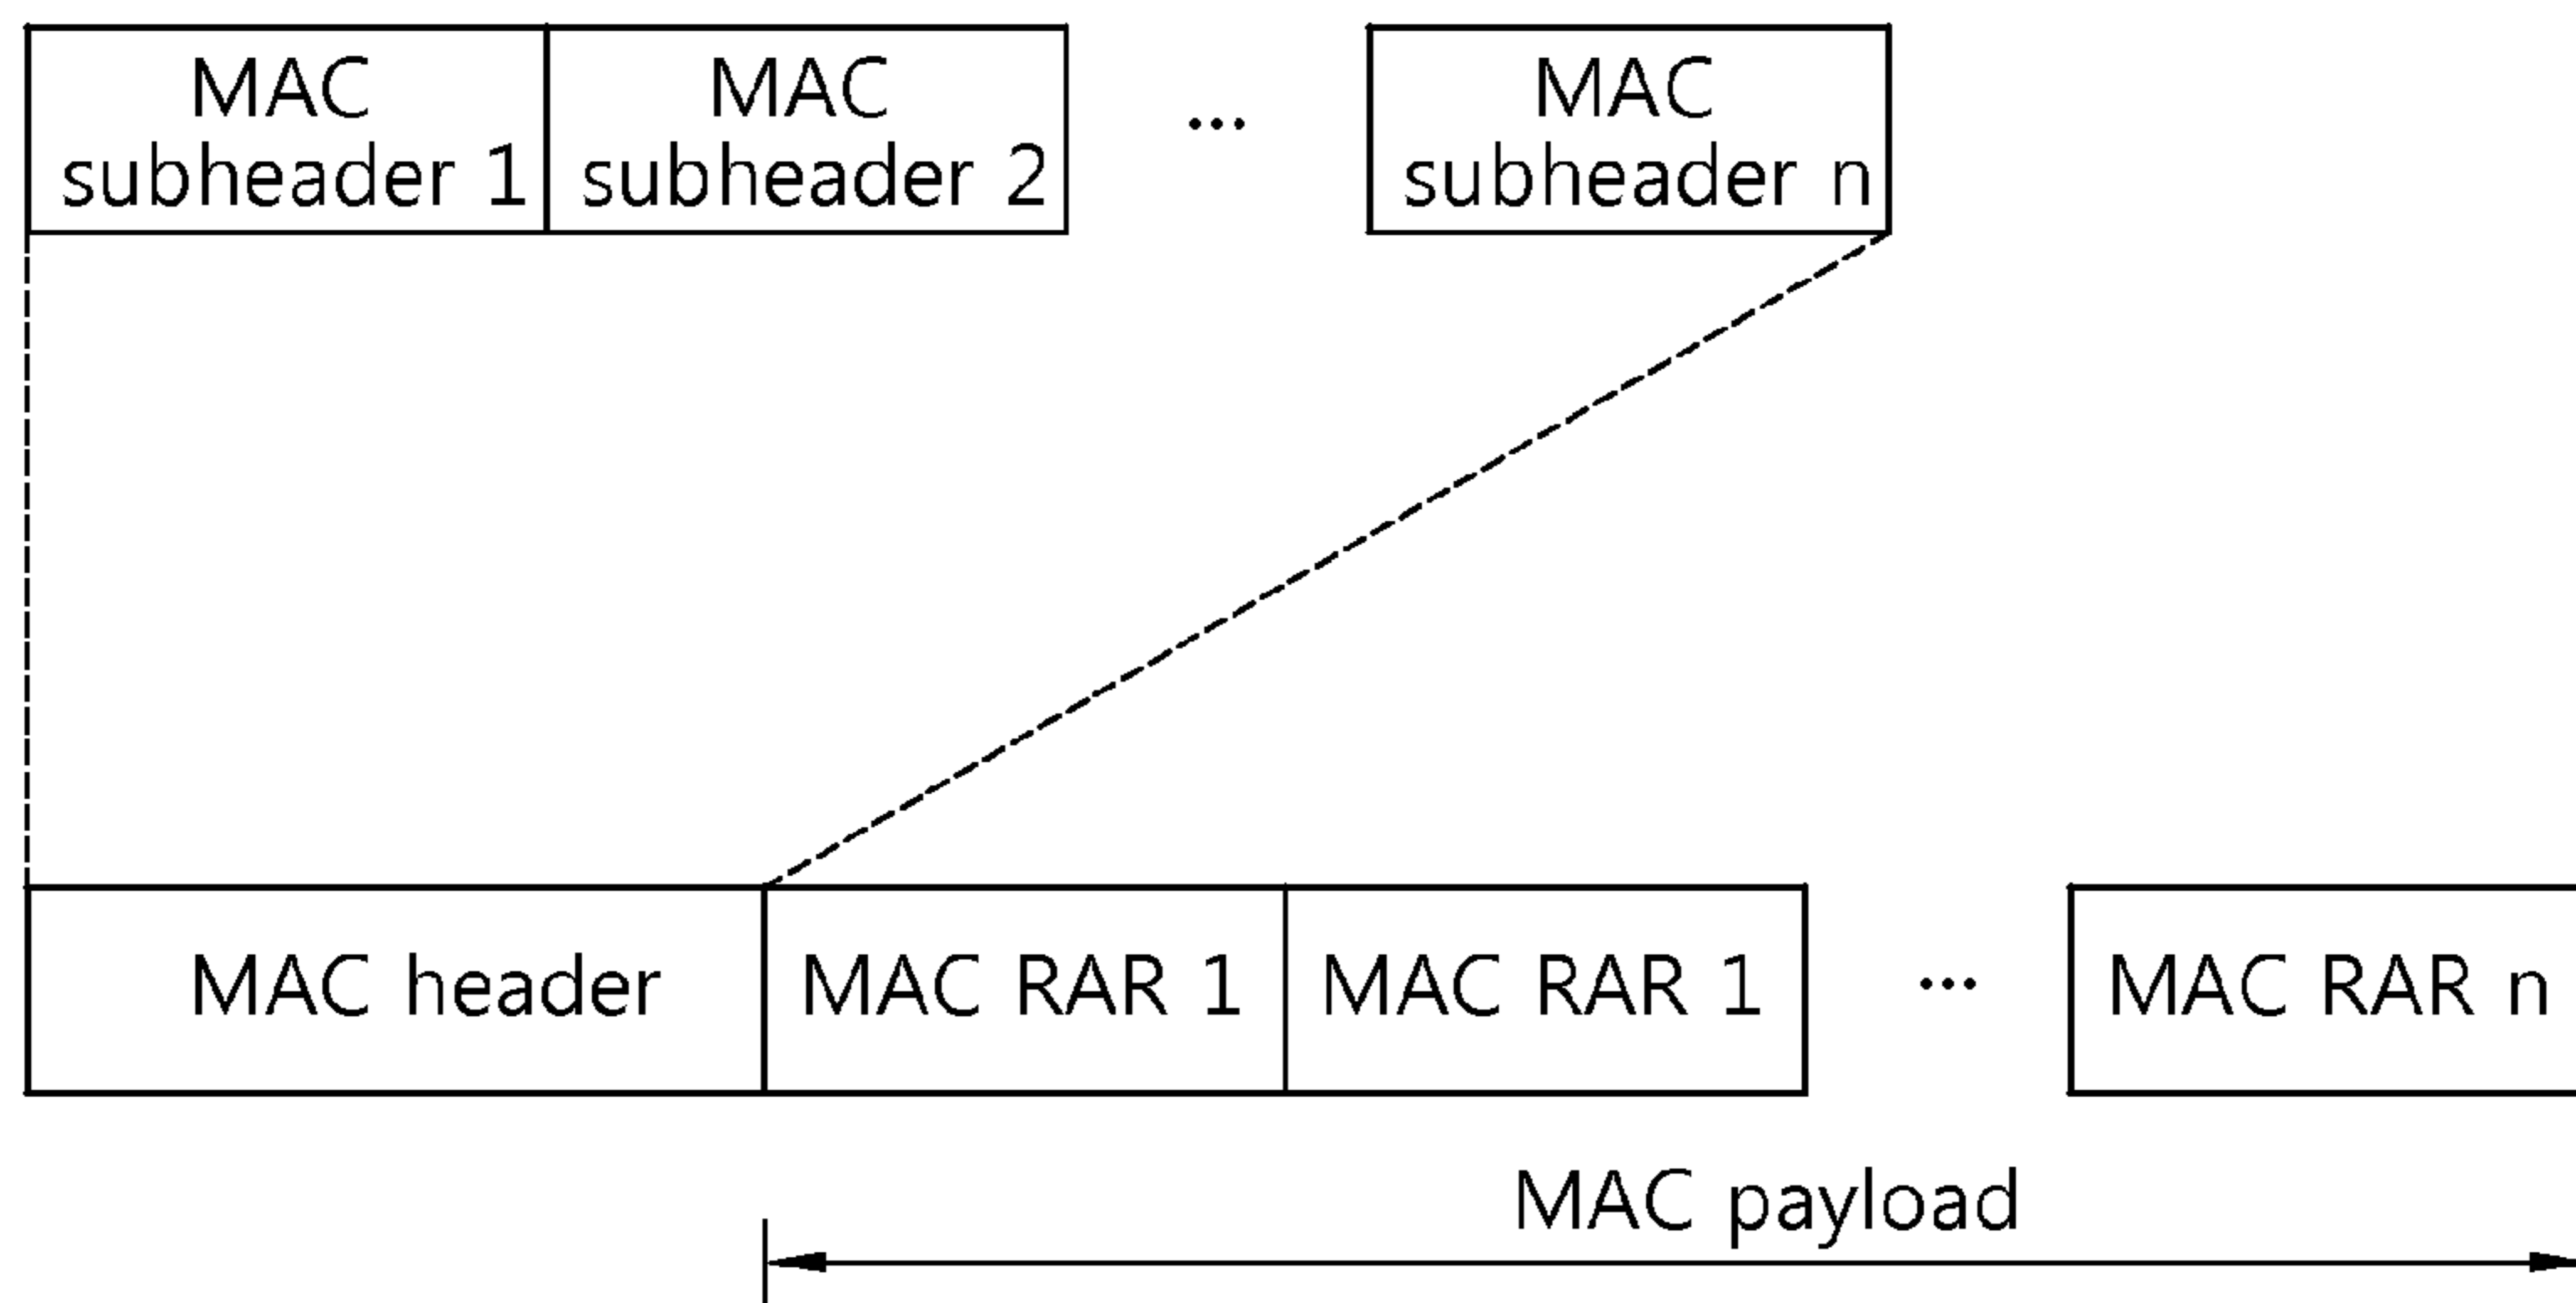 MAC
subheader 1
MAC
subheader 2
...
MAC
subheader n
MAC header
MAC RAR 1
MAC RAR 1
...
MAC RAR n
MAC payload